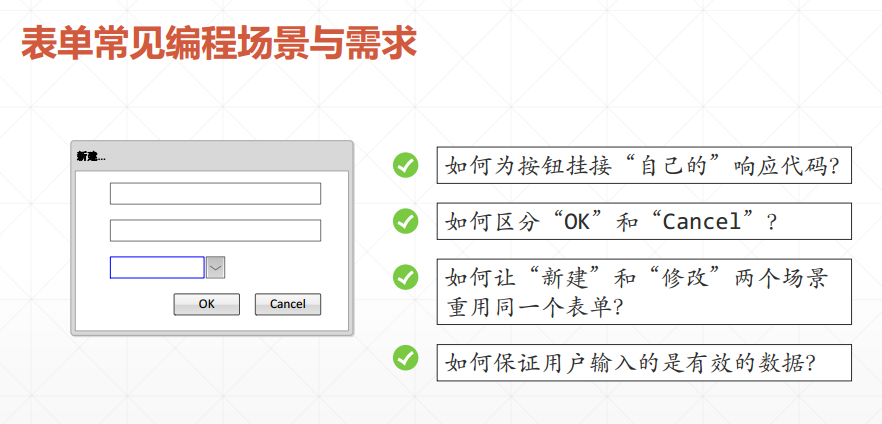 表单常见编程场景与需求
新建...
OK
Cancel
如何为按钮挂接“自己的”响应代码?
如何区分“OK”和“Cancel”?
如何让“新建”和“修改”两个场景
重用同一个表单?
如何保证用户输入的是有效的数据?